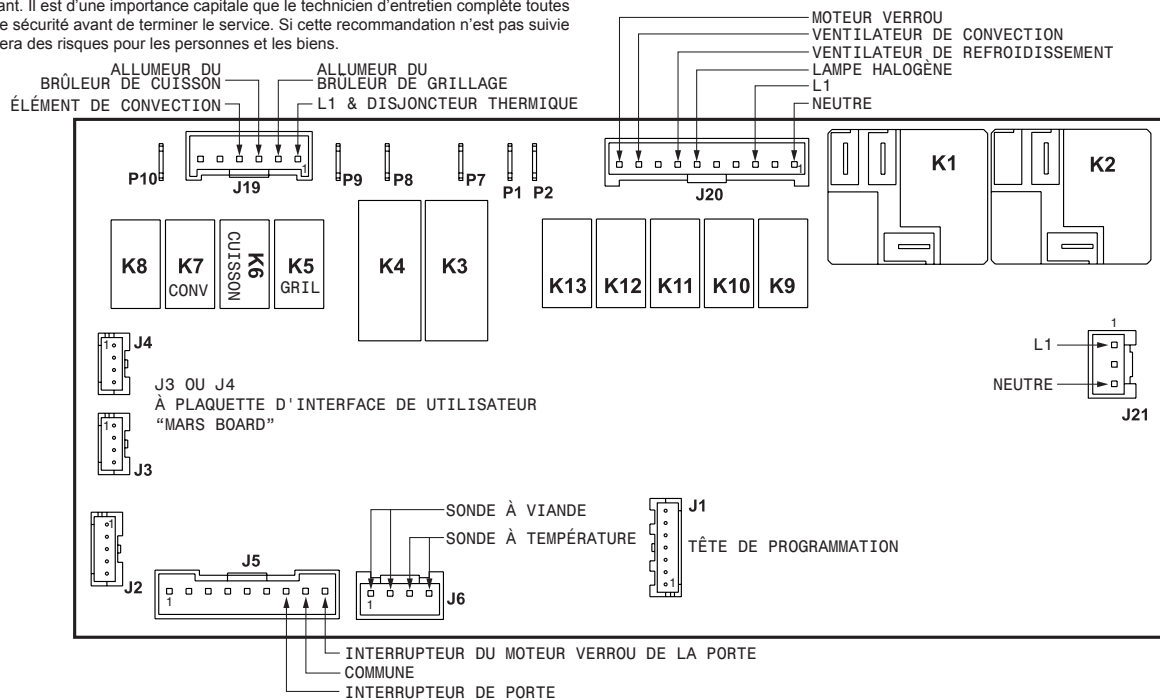 ant. Il est d'une importance capitale que le technicien d'entretien complète toutes
e sécurité avant de terminer le service. Si cette recommandation n'est pas suivie
era des risques pour les personnes et les biens.
MOTEUR VERROU
VENTILATEUR DE CONVECTION
VENTILATEUR DE REFROIDISSEMENT
LAMPE HALOGÈNE
L1
NEUTRE
ALLUMEUR DU
BRÛLEUR DE CUISSON
ALLUMEUR DU
BRÛLEUR DE GRILLAGE
ÉLÉMENT DE CONVECTION
L1 & DISJONCTEUR THERMIQUE
P10
1
J19
P9
P8
P7
P1
P2
1
J20
K1
K2
K8
K7
CONV
K6
CUISSON
K5
GRIL
K4
K3
K13
K12
K11
K10
K9
1
J4
J3 OU J4
À PLAQUETTE D'INTERFACE DE UTILISATEUR
“MARS BOARD”
1
J3
1
L1
NEUTRE
J21
1
J2
J5
1
SONDE À VIANDE
SONDE À TEMPÉRATURE
1
J6
J1
TÊTE DE PROGRAMMATION
1
INTERRUPTEUR DU MOTEUR VERROU DE LA PORTE
COMMUNE
INTERRUPTEUR DE PORTE